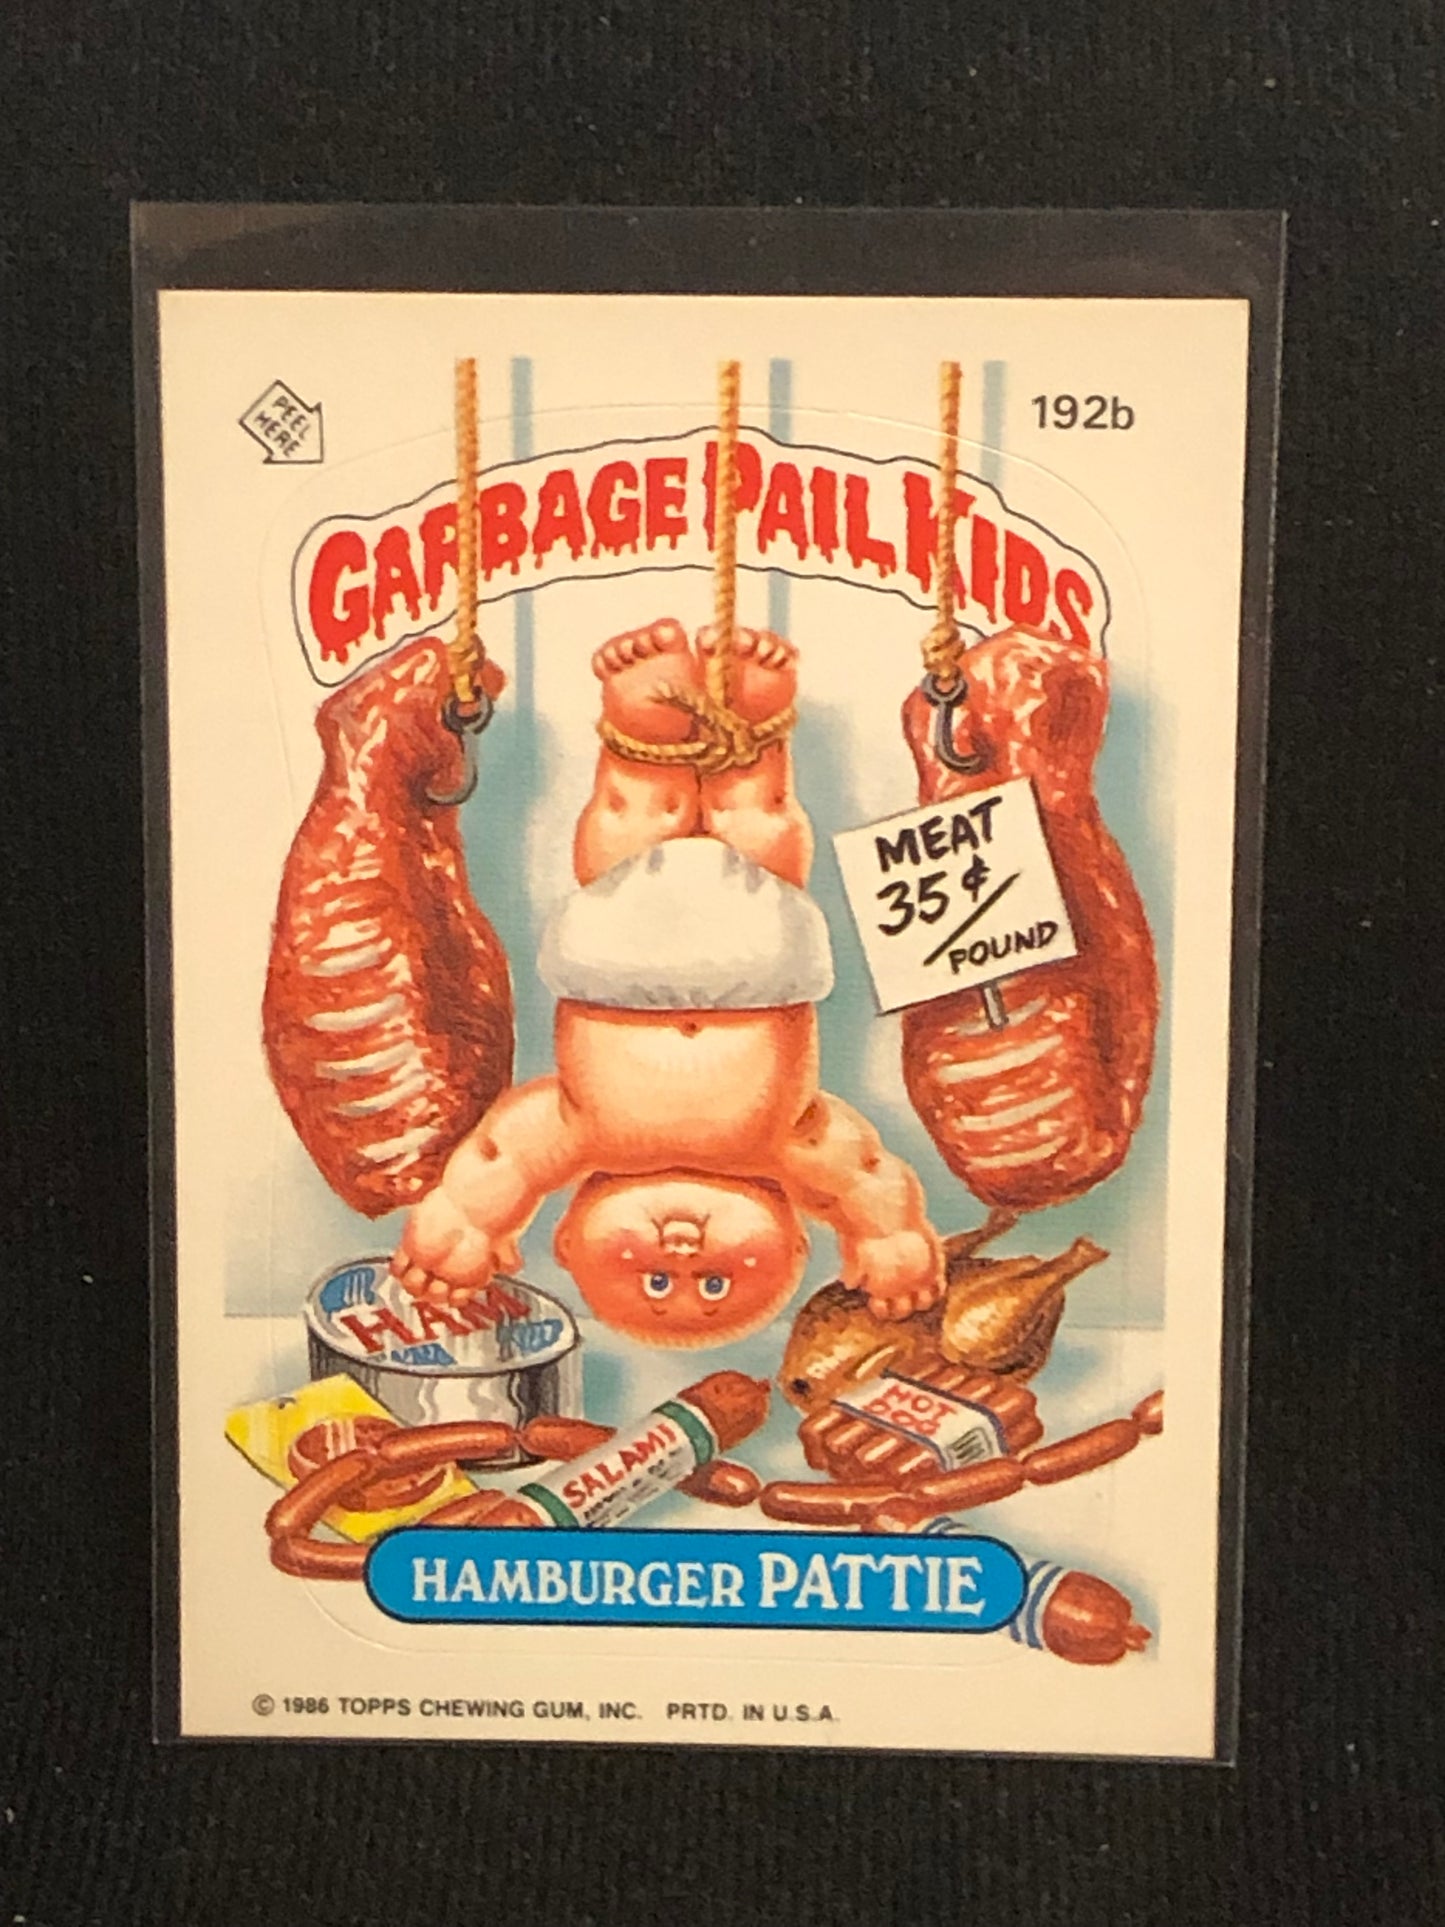 PEEL
HERE
192b
GARBAGE PAIL KIDS
MEAT
35¢/
POUND
HAM
HOT
DOG
SALAMI
HAMBURGER PATTIE
© 1986 TOPPS CHEWING GUM, INC. PRTD. IN U.S.A.